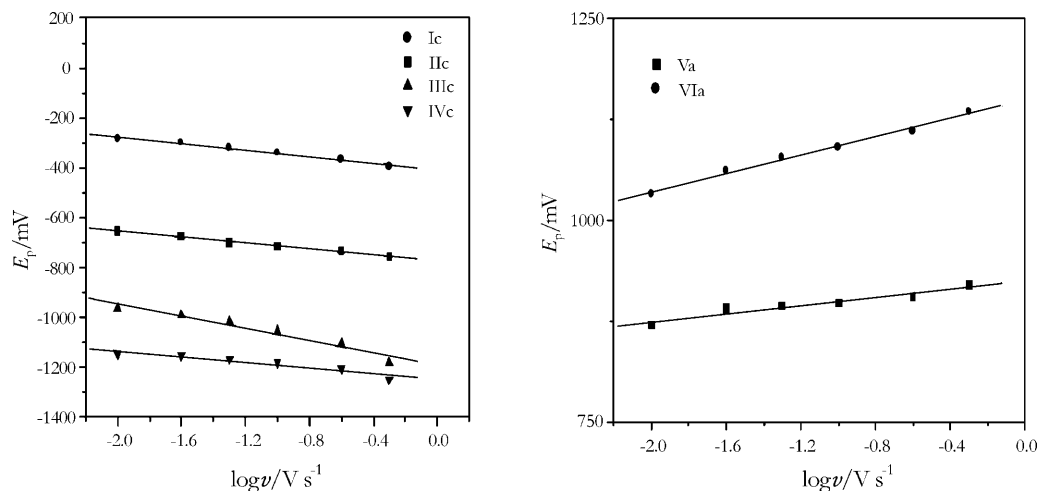 200
0
-200
-400
-600
-800
-1000
-1200
-1400
E_p/mV
-2.0 -1.6 -1.2 -0.8 -0.4 0.0
logν/V s⁻¹
Ic
IIc
IIIc
IVc
1250
1000
750
E_p/mV
-2.0 -1.6 -1.2 -0.8 -0.4 0.0
logν/V s⁻¹
Va
VIa